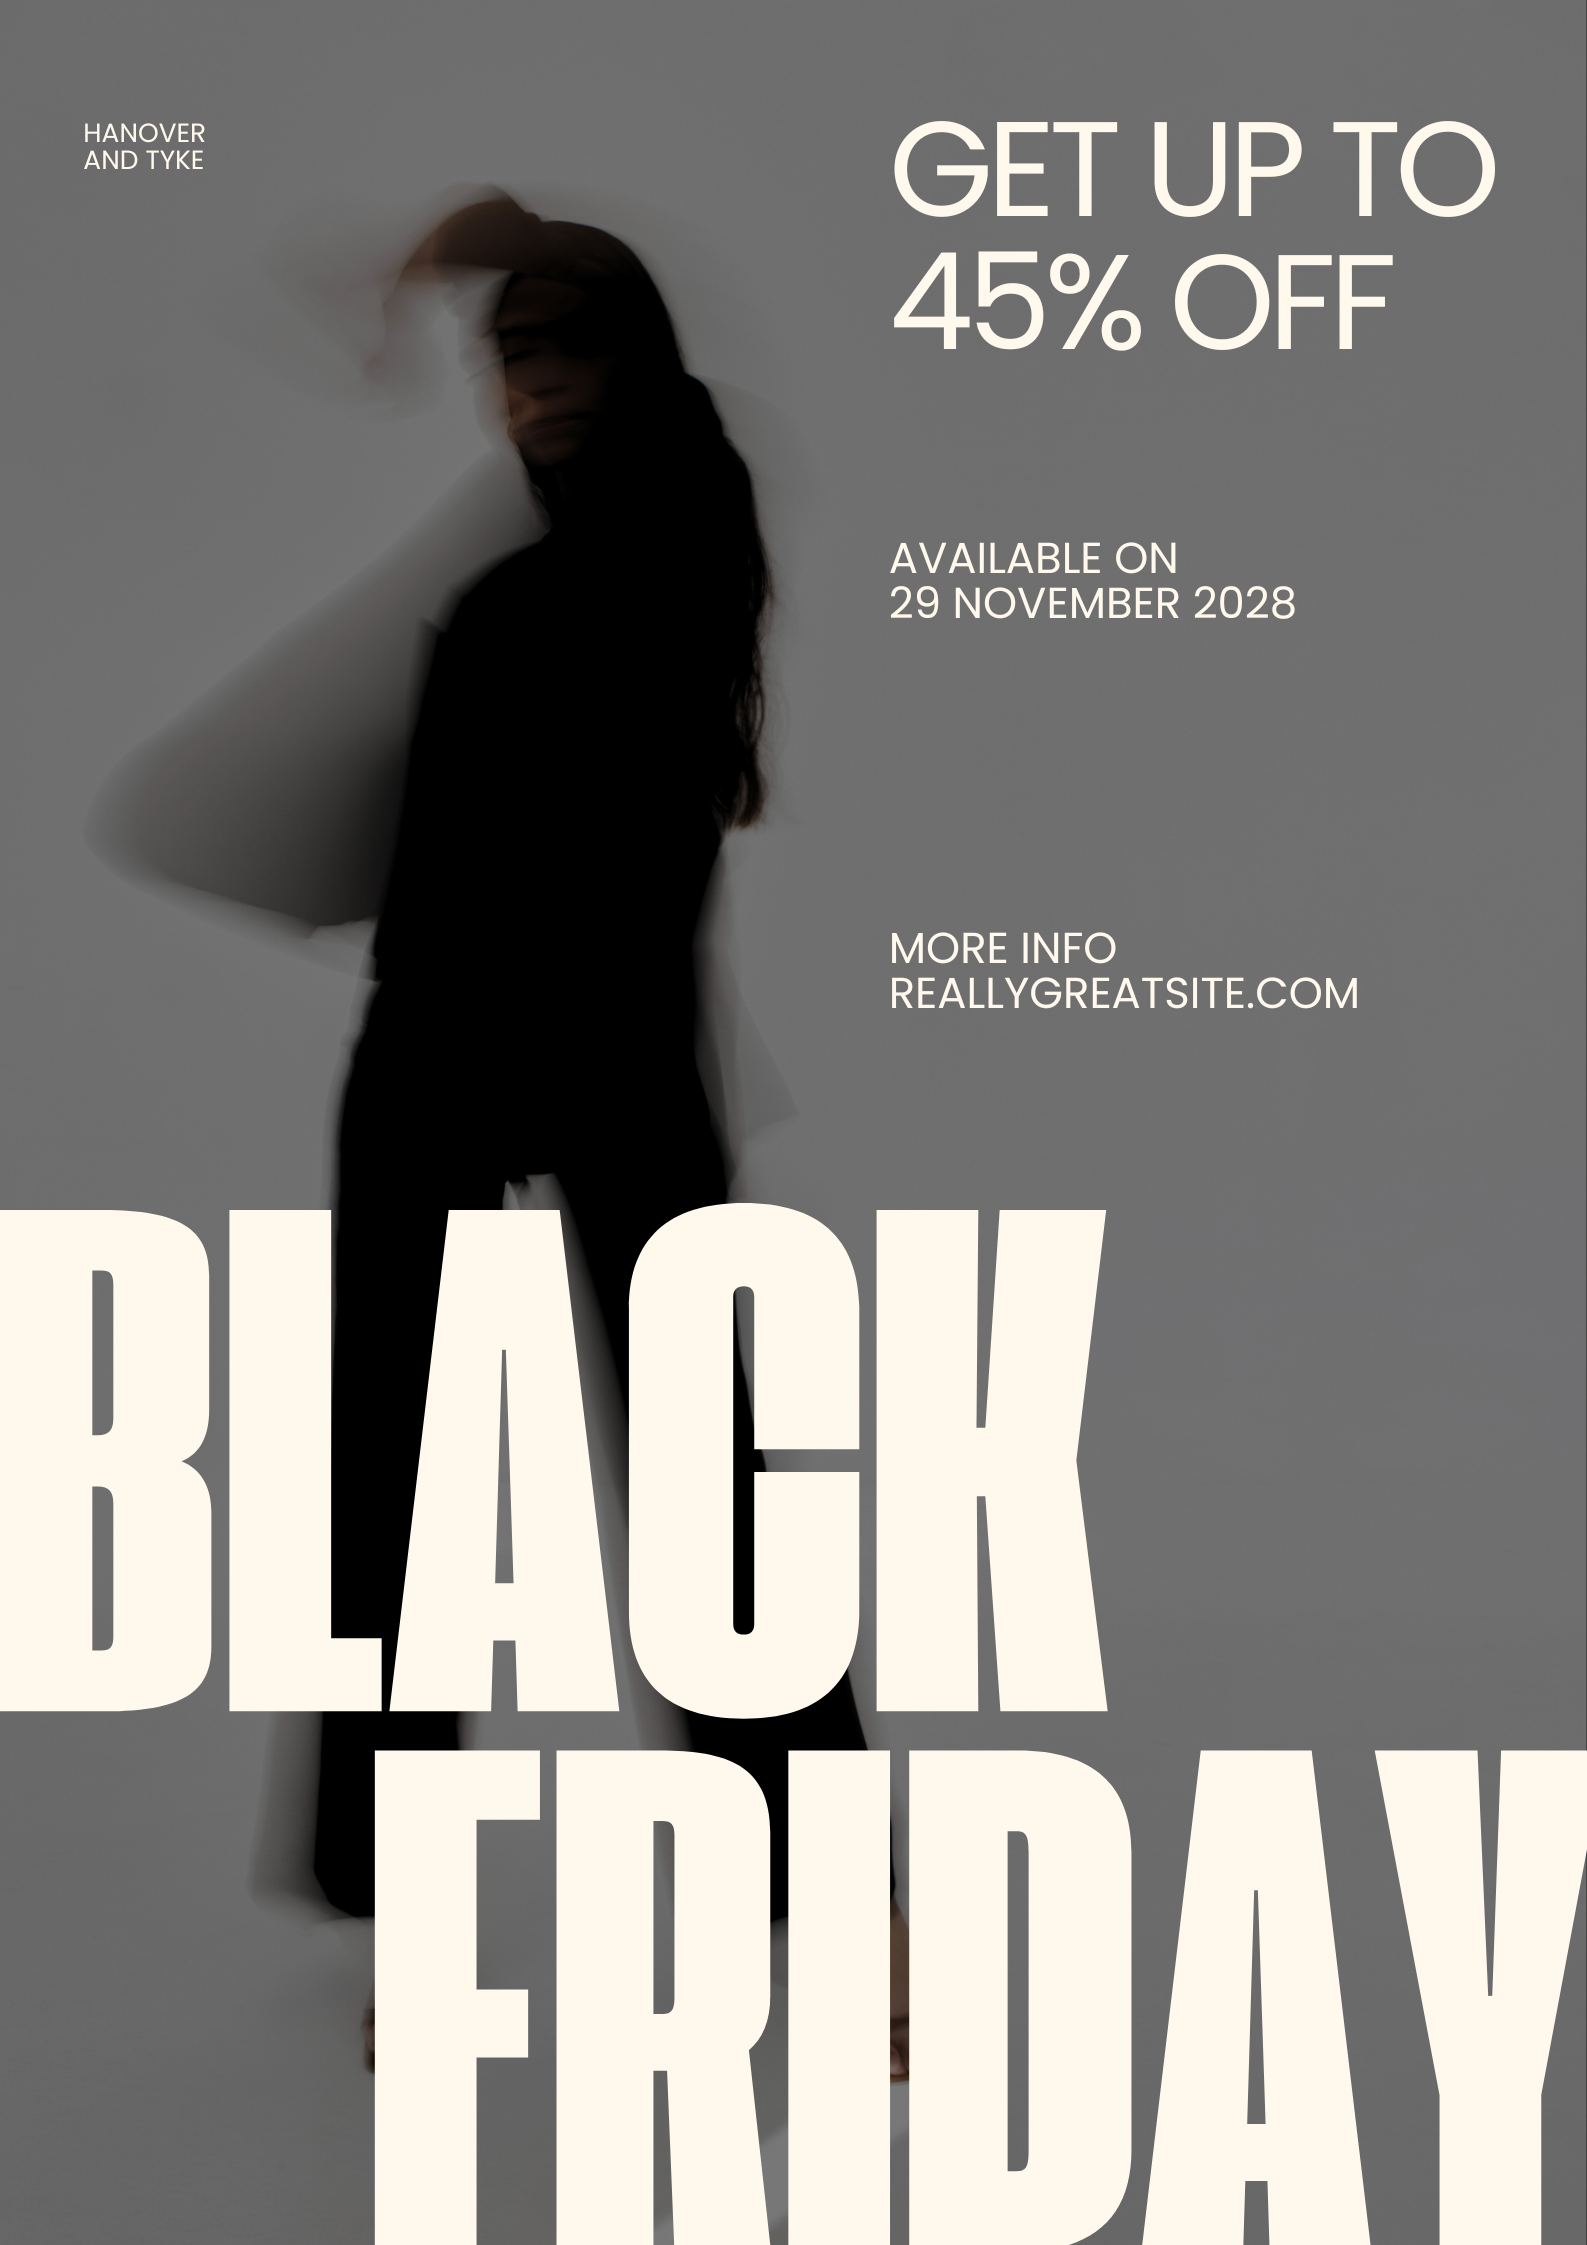 HANOVER
AND TYKE
GET UP TO
45% OFF
AVAILABLE ON
29 NOVEMBER 2028
MORE INFO
REALLYGREATSITE.COM
BLACK
FRIDAY